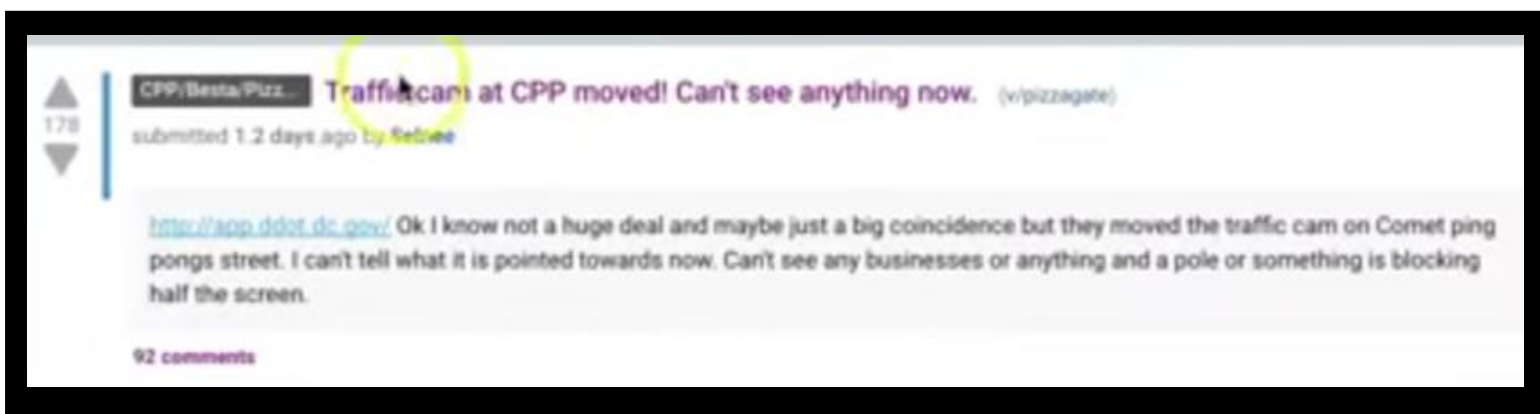 CPP/Besta/Pizz... Traffic cam at CPP moved! Can't see anything now. (v/pizzagate)
178
submitted 1.2 days ago by
http://app.ddot.dc.gov/ Ok I know not a huge deal and maybe just a big coincidence but they moved the traffic cam on Comet ping
pongs street. I can't tell what it is pointed towards now. Can't see any businesses or anything and a pole or something is blocking
half the screen.
92 comments